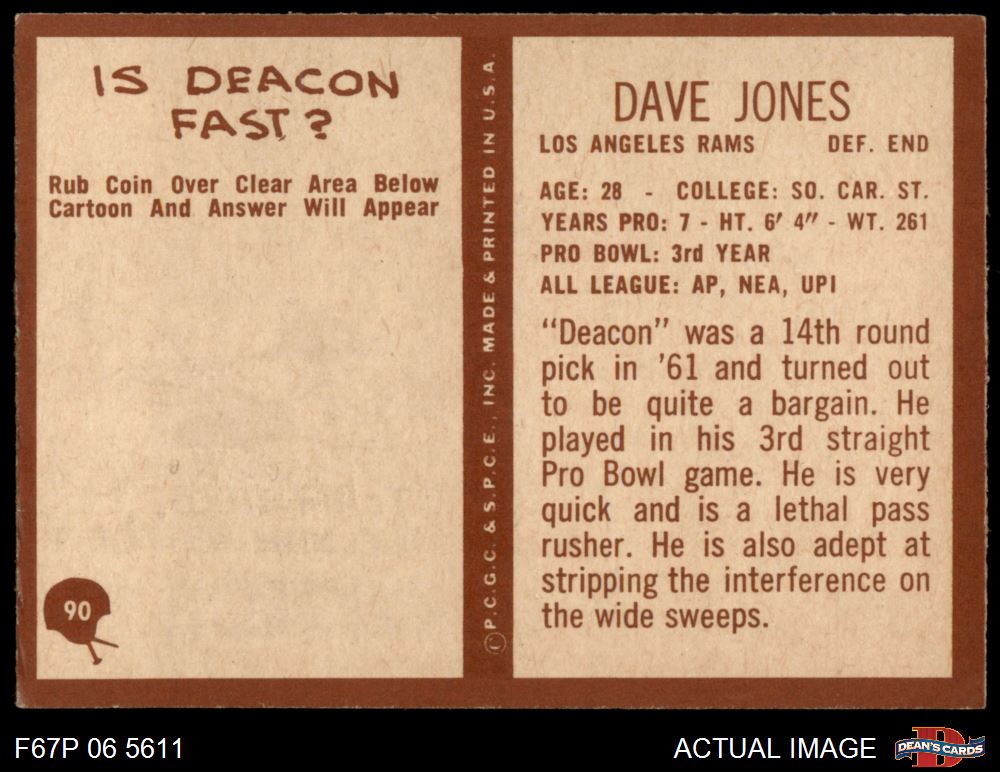 IS DEACON
FAST?
Rub Coin Over Clear Area Below
Cartoon And Answer Will Appear
90
© P.C.G.C. & S.P.C.E., INC. MADE & PRINTED IN U.S.A.
DAVE JONES
LOS ANGELES RAMS DEF. END
AGE: 28 - COLLEGE: SO. CAR. ST.
YEARS PRO: 7 - HT. 6′ 4″ - WT. 261
PRO BOWL: 3rd YEAR
ALL LEAGUE: AP, NEA, UPI
“Deacon” was a 14th round
pick in ’61 and turned out
to be quite a bargain. He
played in his 3rd straight
Pro Bowl game. He is very
quick and is a lethal pass
rusher. He is also adept at
stripping the interference on
the wide sweeps.
F67P 06 5611
ACTUAL IMAGE
D
DEAN'S CARDS